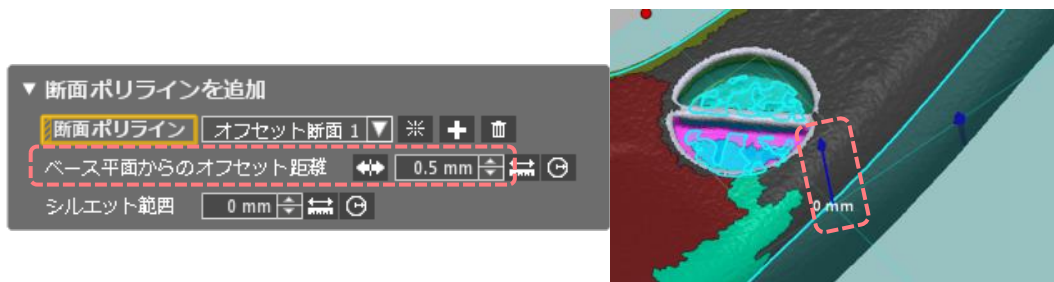 ▼ 断面ポリラインを追加
断面ポリライン オフセット断面 1
ベース平面からのオフセット距離 0.5 mm
シルエット範囲 0 mm
0 mm